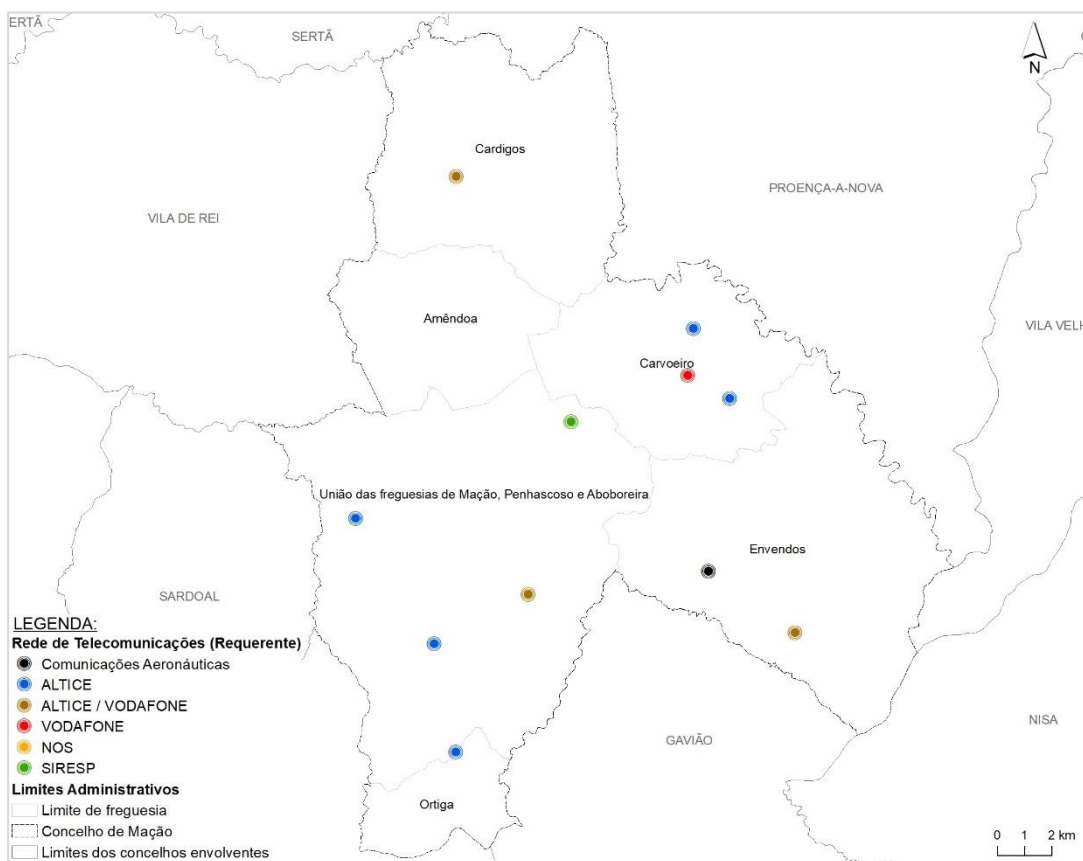 ERTÃ
SERTÃ
N
Cardigos
PROENÇA-A-NOVA
VILA DE REI
Amêndoa
VILA VELH
Carvoeiro
União das freguesias de Mação, Penhascoso e Aboboreira
Envendos
SARDOAL
LEGENDA:
Rede de Telecomunicações (Requerente)
Comunicações Aeronáuticas
ALTICE
ALTICE / VODAFONE
VODAFONE
NOS
SIRESP
Limites Administrativos
Limite de freguesia
Concelho de Mação
Limites dos concelhos envolventes
NISA
GAVIÃO
Ortiga
0 1 2 km